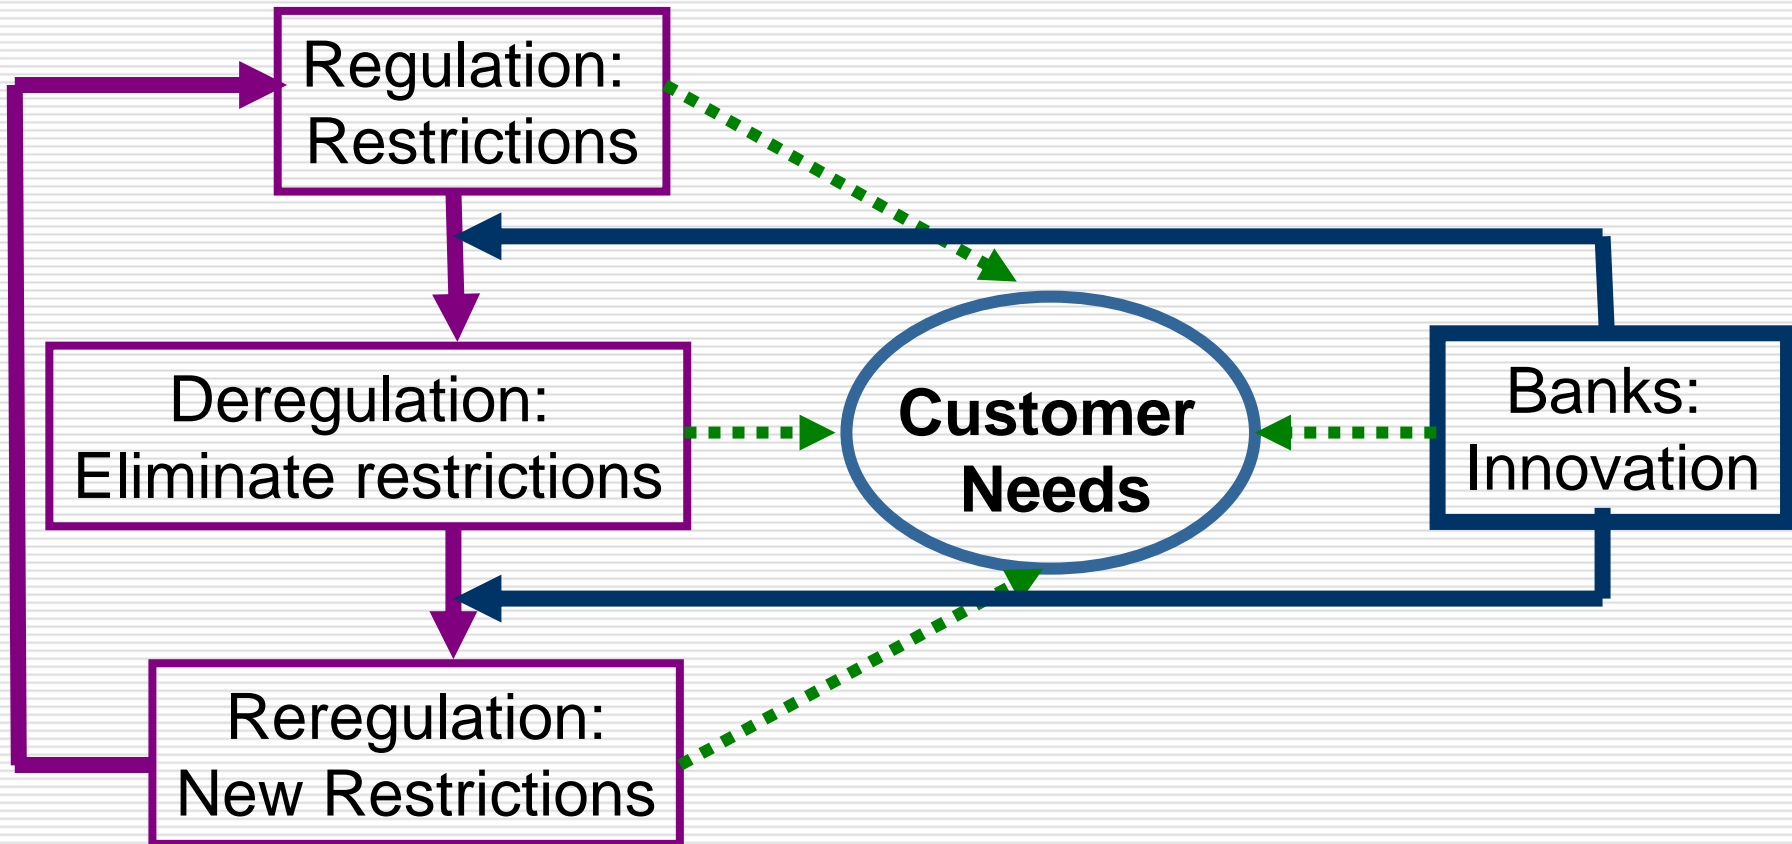 Regulation:
Restrictions
Deregulation:
Eliminate restrictions
Customer
Needs
Banks:
Innovation
Reregulation:
New Restrictions